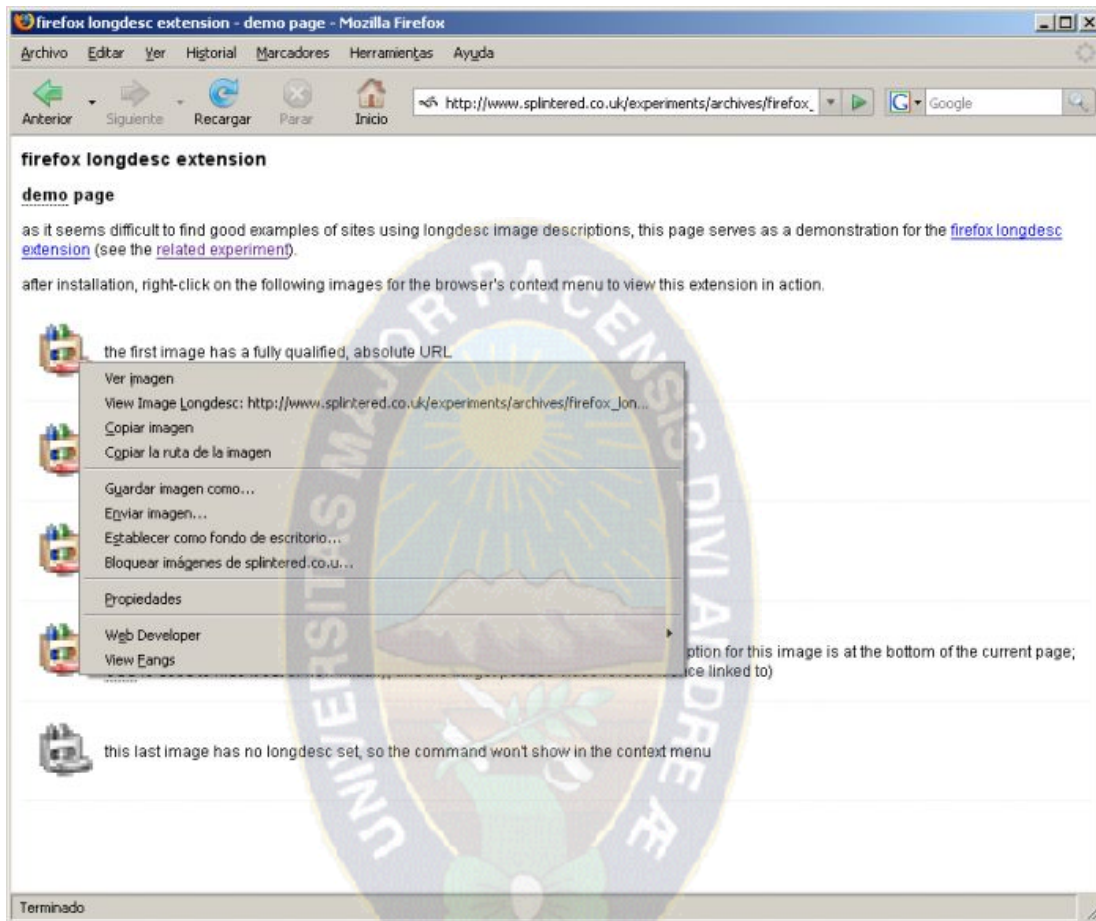 firefox longdesc extension - demo page - Mozilla Firefox
Archivo Editar Ver Historial Marcadores Herramientas Ayuda
Anterior Siguiente Recargar Parar Inicio
http://www.splintered.co.uk/experiments/archives/firefox_
Google
firefox longdesc extension
demo page
as it seems difficult to find good examples of sites using longdesc image descriptions, this page serves as a demonstration for the firefox longdesc
extension (see the related experiment).
after installation, right-click on the following images for the browser's context menu to view this extension in action.
the first image has a fully qualified, absolute URL
Ver imagen
View Image Longdesc: http://www.splintered.co.uk/experiments/archives/firefox_lon...
Copiar imagen
Copiar la ruta de la imagen
Guardar imagen como...
Enviar imagen...
Establecer como fondo de escritorio...
Bloquear imágenes de splintered.co.u...
Propiedades
Web Developer
View Fangs
ption for this image is at the bottom of the current page;
nce linked to)
this last image has no longdesc set, so the command won't show in the context menu
Terminado
UNIVERSITAS MAJOR PACENSIS DIVI ANDRE Æ